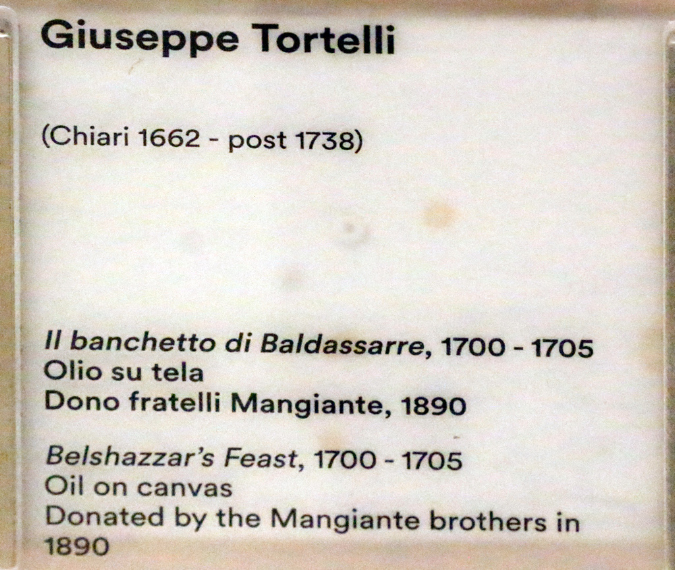 Giuseppe Tortelli
(Chiari 1662 - post 1738)
Il banchetto di Baldassarre, 1700 - 1705
Olio su tela
Dono fratelli Mangiante, 1890
Belshazzar's Feast, 1700 - 1705
Oil on canvas
Donated by the Mangiante brothers in
1890